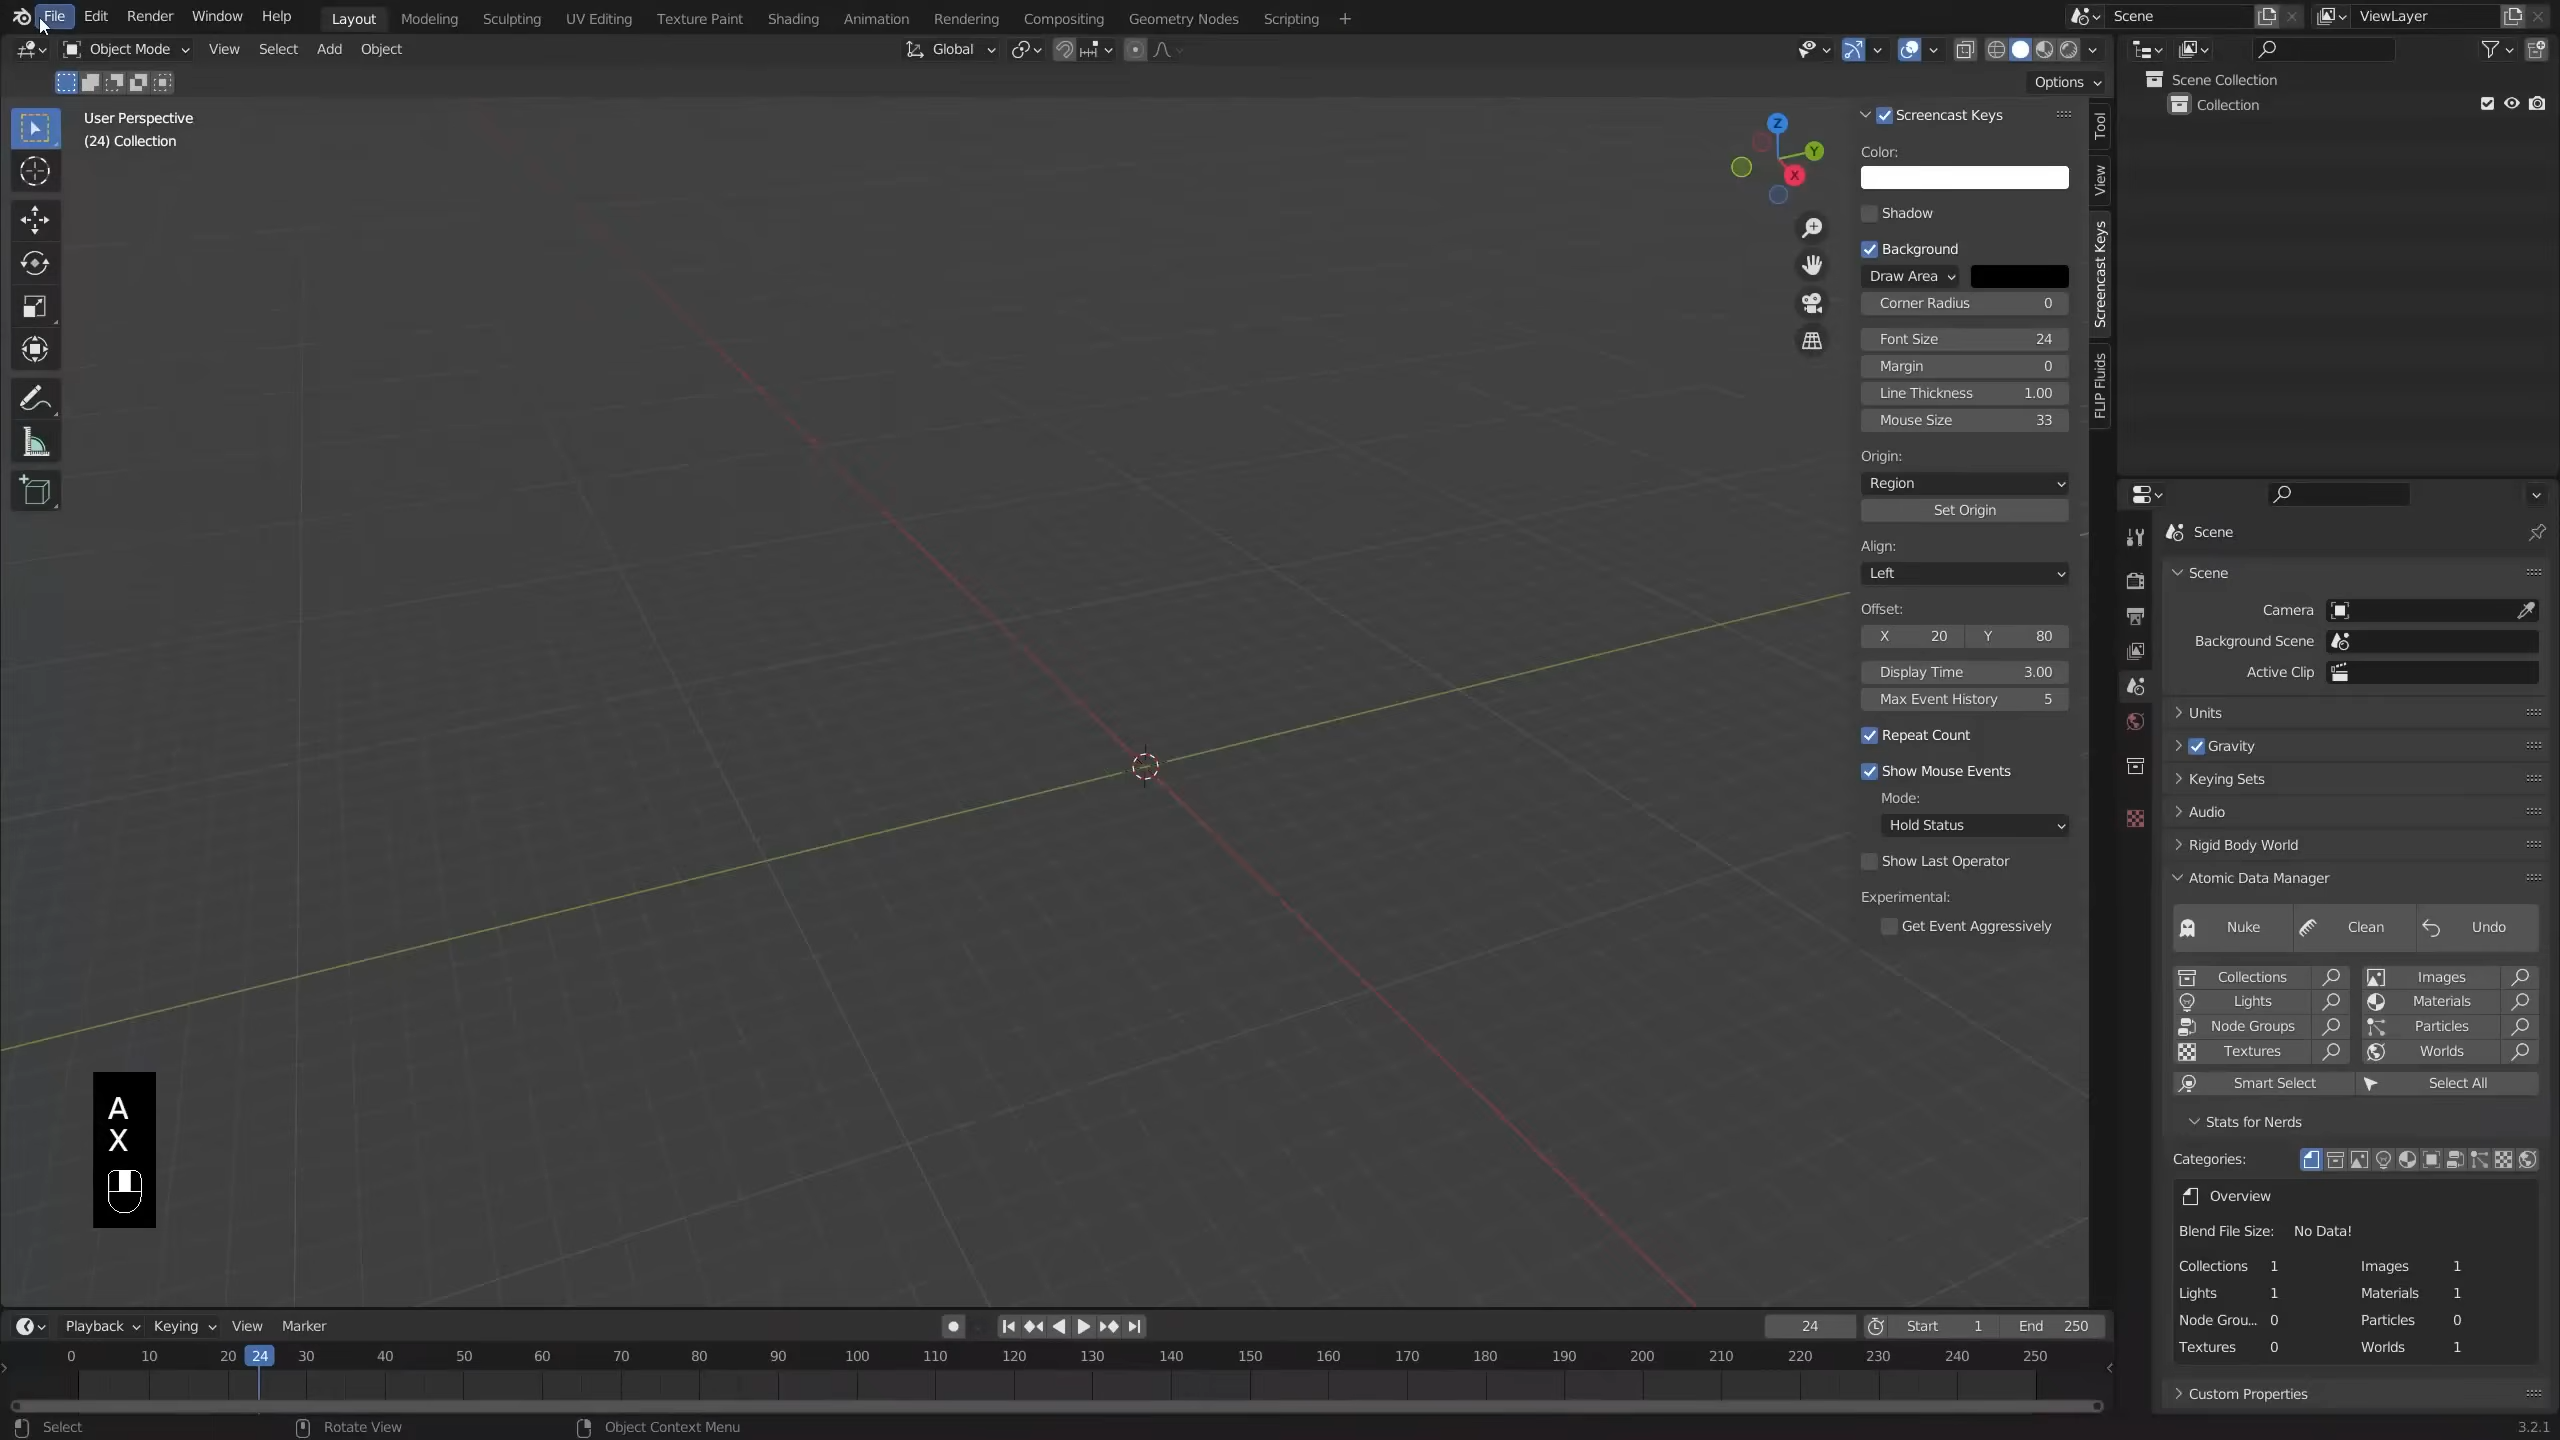 File Edit Render Window Help Layout Modeling Sculpting UV Editing Texture Paint Shading Animation Rendering Compositing Geometry Nodes Scripting + Scene ViewLayer
Object Mode View Select Add Object Global
Options
User Perspective
(24) Collection
Z
Y
X
Screencast Keys
Color:
Shadow
Background
Draw Area
Corner Radius 0
Font Size 24
Margin 0
Line Thickness 1.00
Mouse Size 33
Origin:
Region
Set Origin
Align:
Left
Offset:
X 20 Y 80
Display Time 3.00
Max Event History 5
Repeat Count
Show Mouse Events
Mode:
Hold Status
Show Last Operator
Experimental:
Get Event Aggressively
Tool
View
Screencast Keys
FLIP Fluids
Scene Collection
Collection
Scene
Scene
Camera
Background Scene
Active Clip
Units
Gravity
Keying Sets
Audio
Rigid Body World
Atomic Data Manager
Nuke Clean Undo
Collections Images
Lights Materials
Node Groups Particles
Textures Worlds
Smart Select Select All
Stats for Nerds
Categories:
Overview
Blend File Size: No Data!
Collections 1 Images 1
Lights 1 Materials 1
Node Grou... 0 Particles 0
Textures 0 Worlds 1
Custom Properties
A
X
Playback Keying View Marker 24 Start 1 End 250
0 10 20 24 30 40 50 60 70 80 90 100 110 120 130 140 150 160 170 180 190 200 210 220 230 240 250
Select Rotate View Object Context Menu 3.2.1